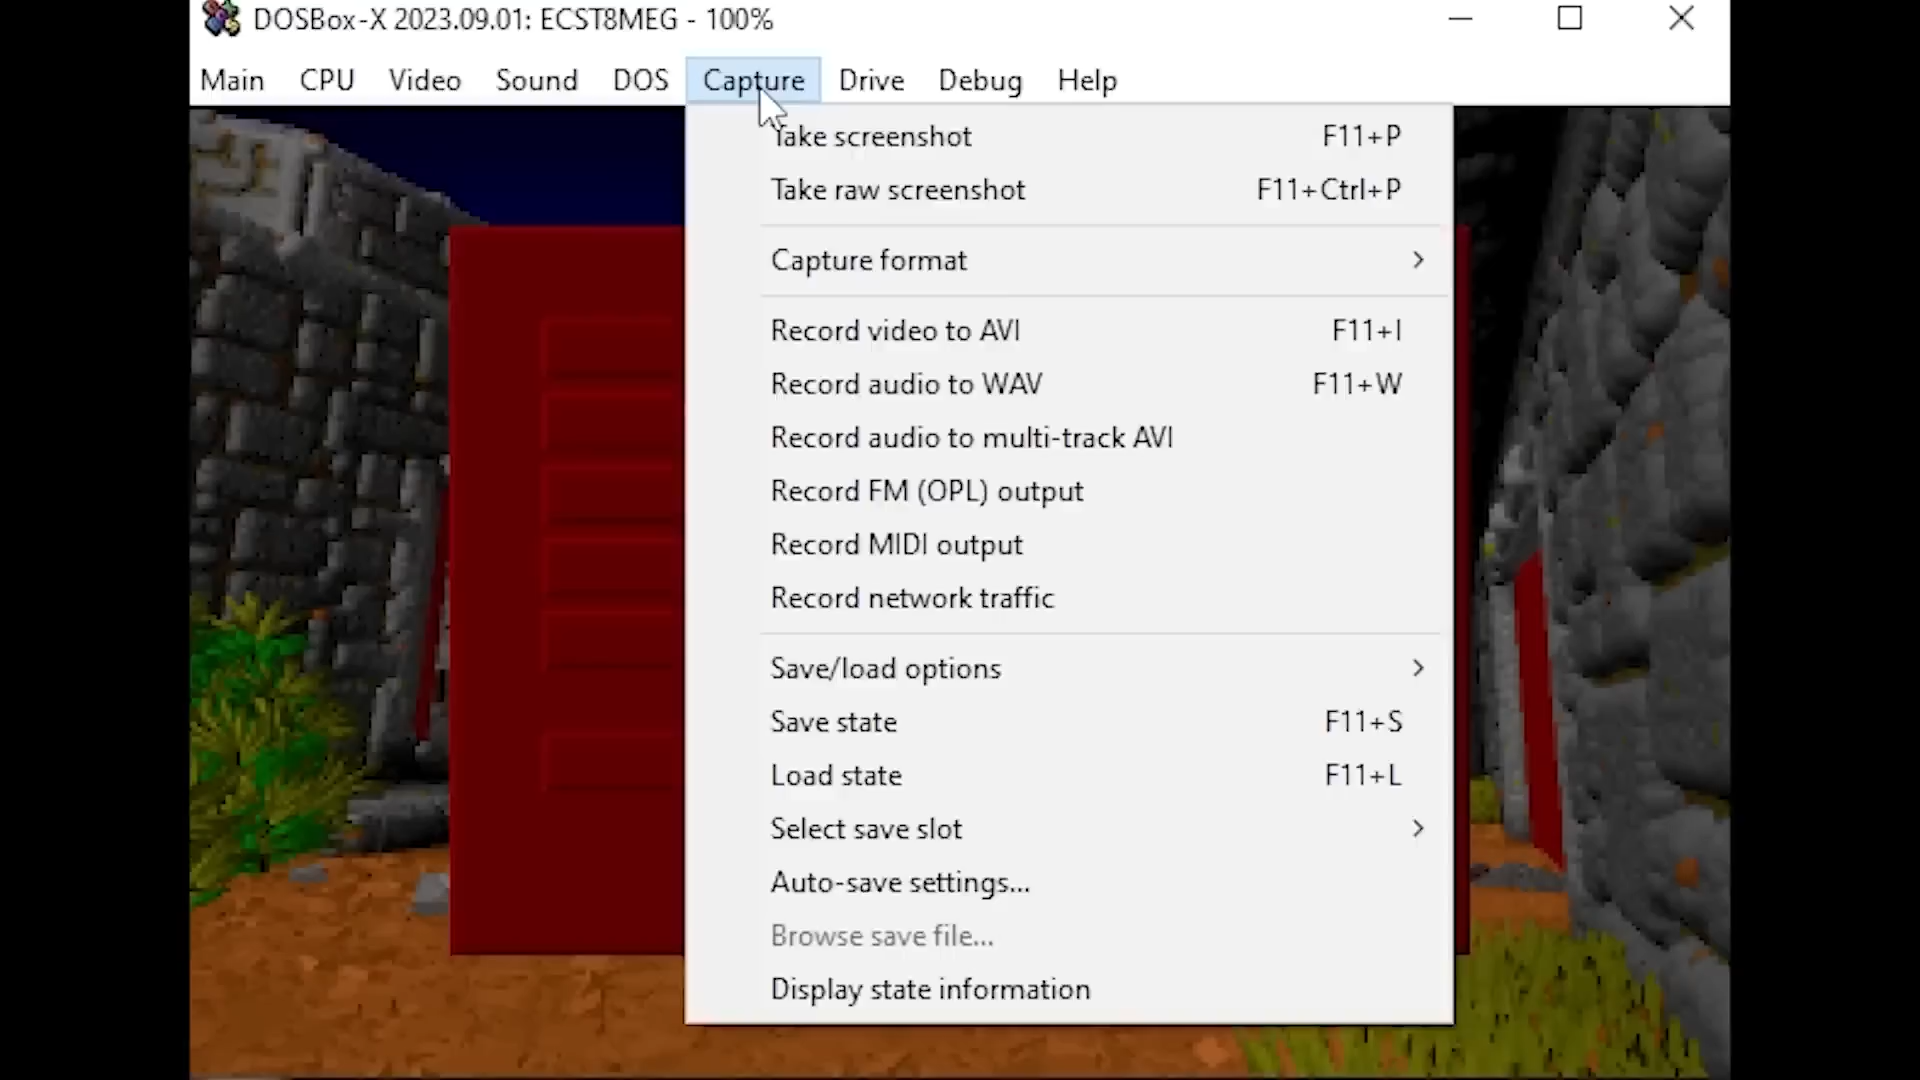 DOSBox-X 2023.09.01: ECST8MEG - 100%
Main CPU Video Sound DOS Capture Drive Debug Help
Take screenshot F11+P
Take raw screenshot F11+Ctrl+P
Capture format
Record video to AVI F11+I
Record audio to WAV F11+W
Record audio to multi-track AVI
Record FM (OPL) output
Record MIDI output
Record network traffic
Save/load options
Save state F11+S
Load state F11+L
Select save slot
Auto-save settings...
Browse save file...
Display state information